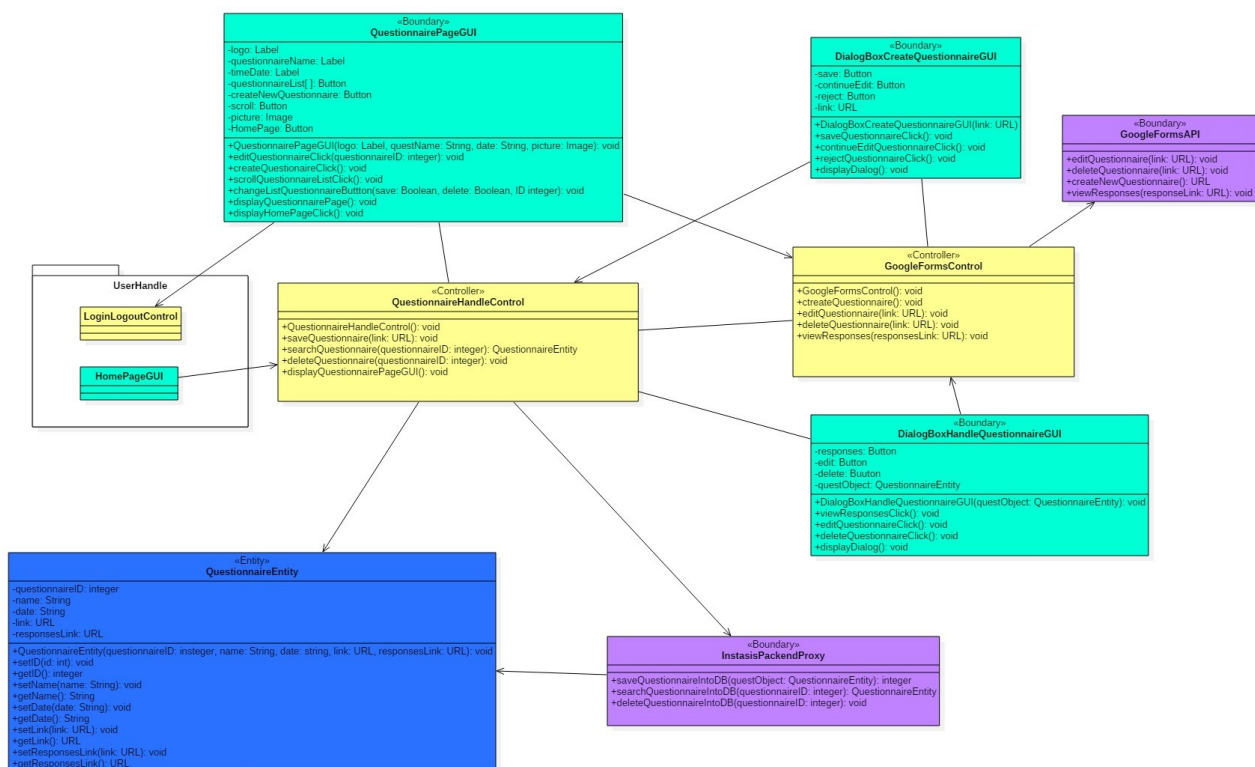 «Boundary»
QuestionnairePageGUI
-logo: Label
-questionnaireName: Label
-timeDate: Label
-questionnaireList[ ]: Button
-createNewQuestionnaire: Button
-scroll: Button
-picture: Image
-HomePage: Button
+QuestionnairePageGUI(logo: Label, questName: String, date: String, picture: Image): void
+editQuestionnaireClick(questionnaireID: integer): void
+createQuestionaireClick(): void
+scrollQuestionnaireListClick(): void
+changeListQuestionnaireButtton(save: Boolean, delete: Boolean, ID integer): void
+displayQuestionnairePage(): void
+displayHomePageClick(): void
«Boundary»
DialogBoxCreateQuestionnaireGUI
-save: Button
-continueEdit: Button
-reject: Button
-link: URL
+DialogBoxCreateQuestionnaireGUI(link: URL)
+saveQuestionnaireClick(): void
+continueEditQuestionnaireClick(): void
+rejectQuestionnaireClick(): void
+displayDialog(): void
«Boundary»
GoogleFormsAPI
+editQuestionnaire(link: URL): void
+deleteQuestionnaire(link: URL): void
+createNewQuestionnaire(): URL
+viewResponses(responseLink: URL): void
UserHandle
LoginLogoutControl
HomePageGUI
«Controller»
QuestionnaireHandleControl
+QuestionnaireHandleControl(): void
+saveQuestionnaire(link: URL): void
+searchQuestionnaire(questionnaireID: integer): QuestionnaireEntity
+deleteQuestionnaire(questionnaireID: integer): void
+displayQuestionnairePageGUI(): void
«Controller»
GoogleFormsControl
+GoogleFormsControl(): void
+ctreateQuestionnaire(): void
+editQuestionnaire(link: URL): void
+deleteQuestionnaire(link: URL): void
+viewResponses(responsesLink: URL): void
«Boundary»
DialogBoxHandleQuestionnaireGUI
-responses: Button
-edit: Button
-delete: Buuton
-questObject: QuestionnaireEntity
+DialogBoxHandleQuestionnaireGUI(questObject: QuestionnaireEntity): void
+viewResponsesClick(): void
+editQuestionnaireClick(): void
+deleteQuestionnaireClick(): void
+displayDialog(): void
«Entity»
QuestionnaireEntity
-questionnaireID: integer
-name: String
-date: String
-link: URL
-responsesLink: URL
+QuestionnaireEntity(questionnaireID: insteger, name: String, date: string, link: URL, responsesLink: URL): void
+setID(id: int): void
+getID(): integer
+setName(name: String): void
+getName(): String
+setDate(date: String): void
+getDate(): String
+setLink(link: URL): void
+getLink(): URL
+setResponsesLink(link: URL): void
+getResponsesLink(): URL
«Boundary»
InstasisPackendProxy
+saveQuestionnaireIntoDB(questObject: QuestionnaireEntity): integer
+searchQuestionnaireIntoDB(questionnaireID: integer): QuestionnaireEntity
+deleteQuestionnaireIntoDB(questionnaireID: integer): void